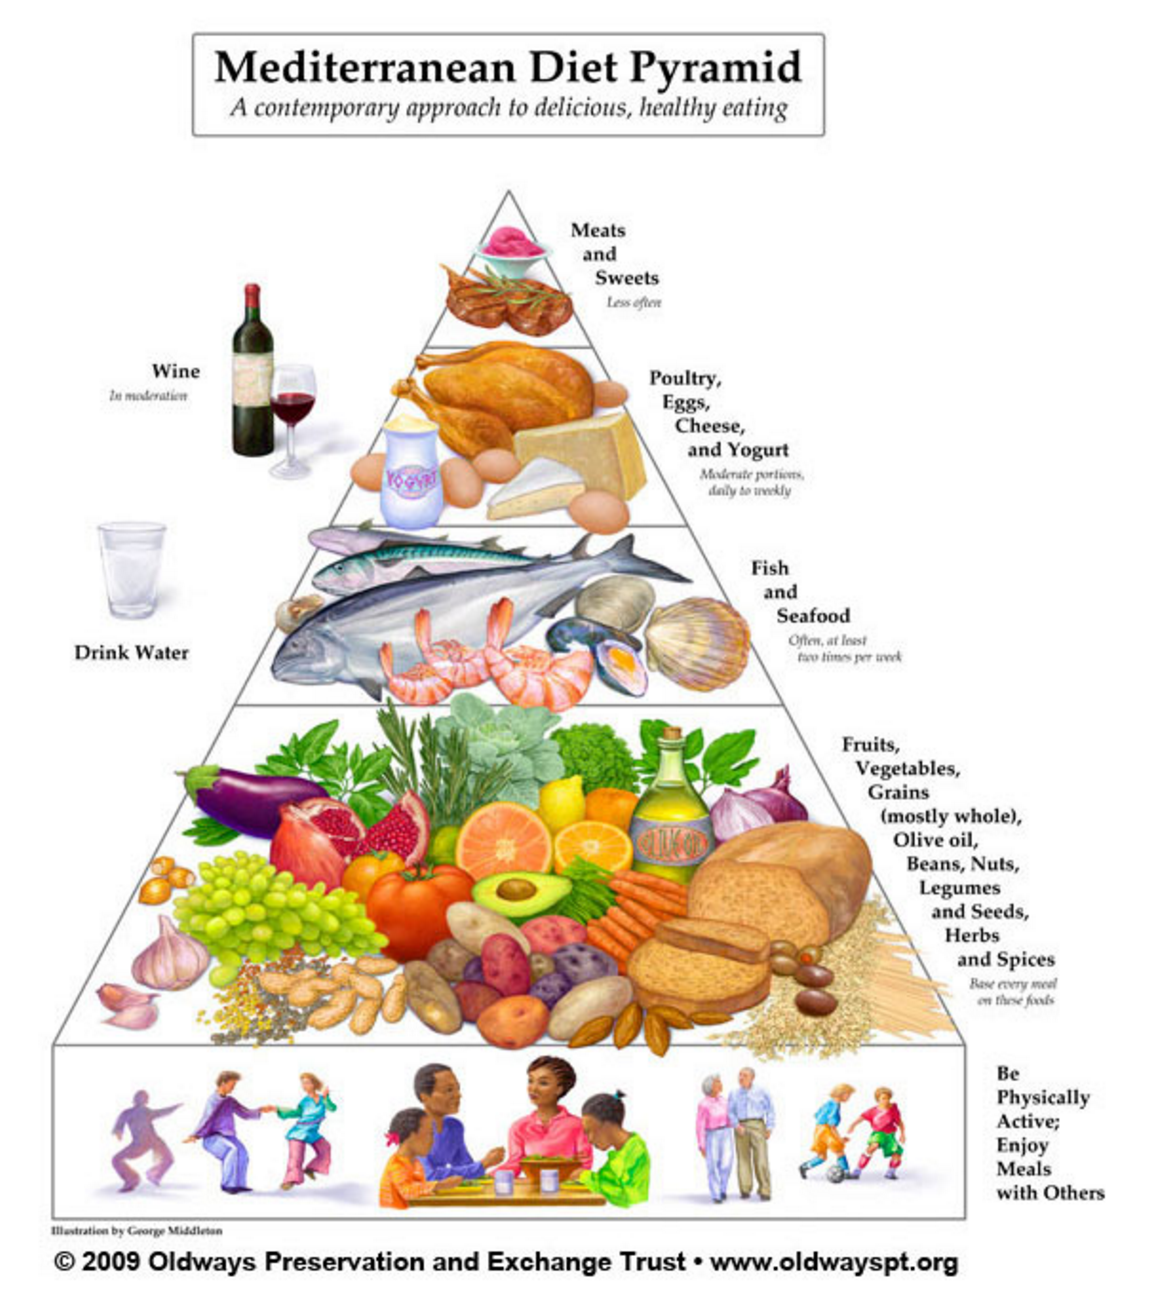 Mediterranean Diet Pyramid
A contemporary approach to delicious, healthy eating
Meats
and
Sweets
Less often
Wine
In moderation
Poultry,
Eggs,
Cheese,
and Yogurt
Moderate portions,
daily to weekly
YOGURT
Fish
and
Seafood
Often, at least
two times per week
Drink Water
Fruits,
Vegetables,
Grains
(mostly whole),
Olive oil,
Beans, Nuts,
Legumes
and Seeds,
Herbs
and Spices
Base every meal
on these foods
OLIVE OIL
Be
Physically
Active;
Enjoy
Meals
with Others
Illustration by George Middleton
© 2009 Oldways Preservation and Exchange Trust • www.oldwayspt.org